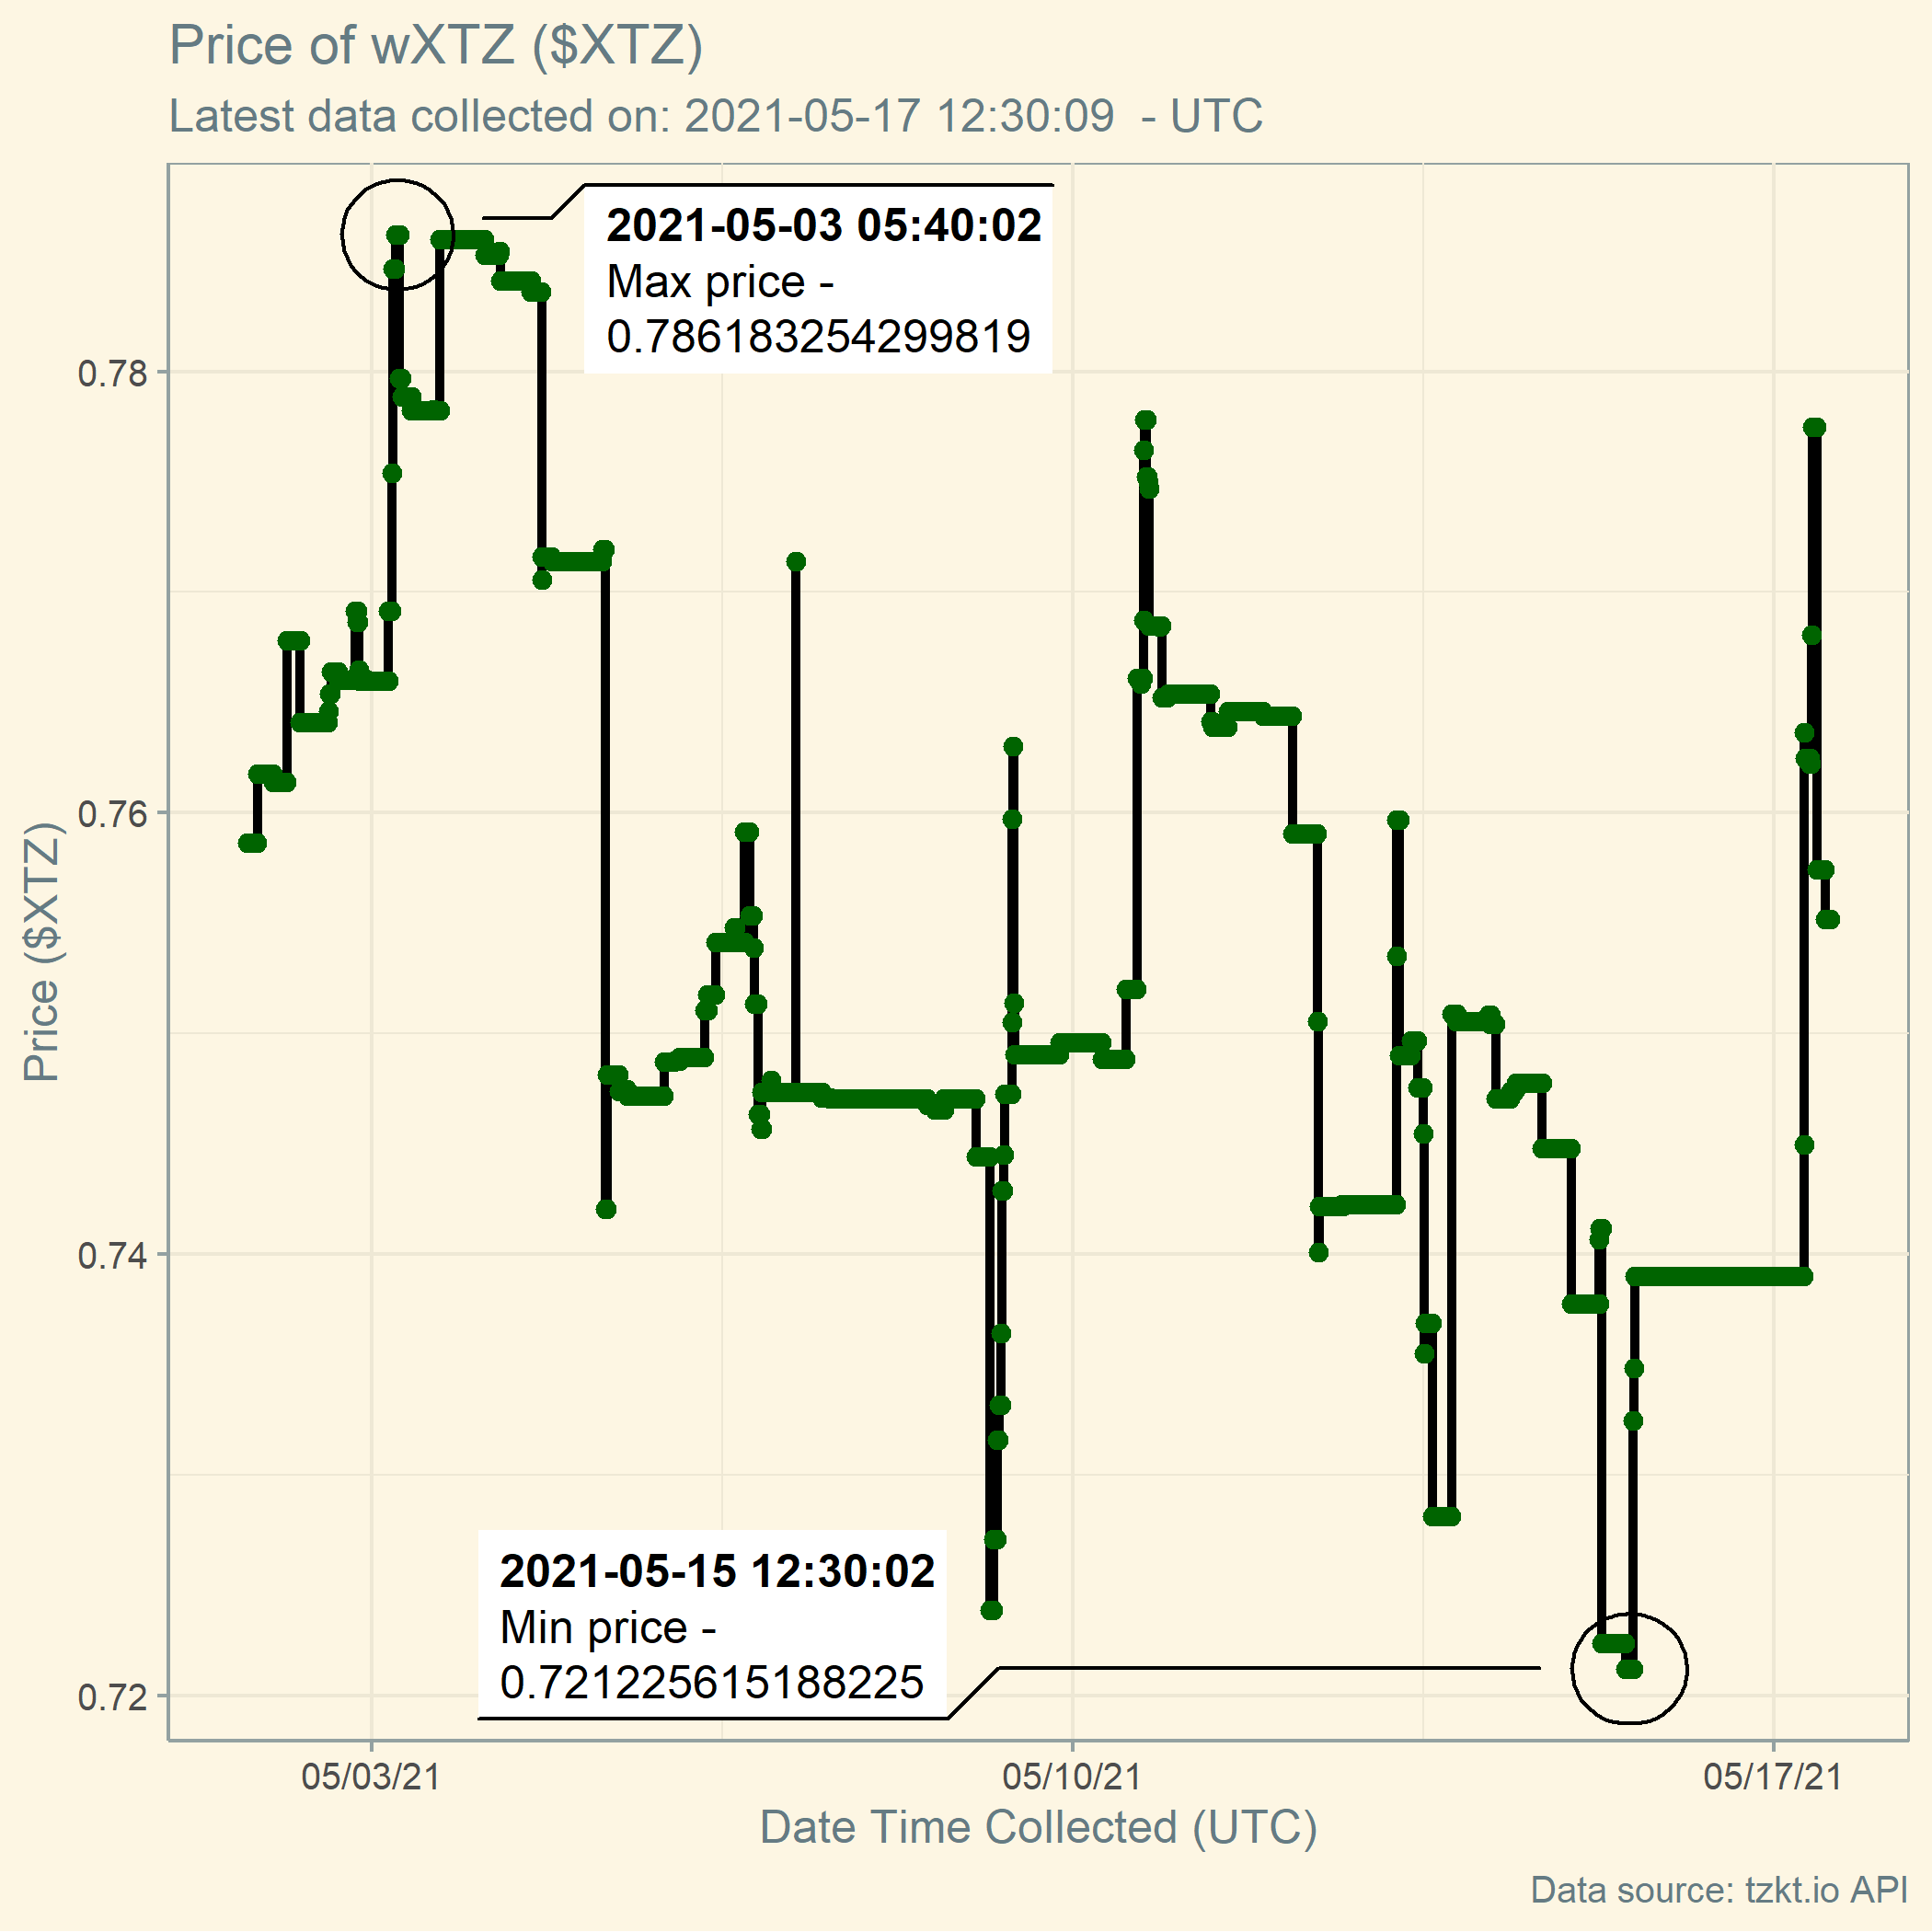 Price of wXTZ ($XTZ)
Latest data collected on: 2021-05-17 12:30:09  - UTC
2021-05-03 05:40:02
Max price -
0.786183254299819
0.78
0.76
0.74
0.72
Price ($XTZ)
2021-05-15 12:30:02
Min price -
0.721225615188225
05/03/21
05/10/21
05/17/21
Date Time Collected (UTC)
Data source: tzkt.io API